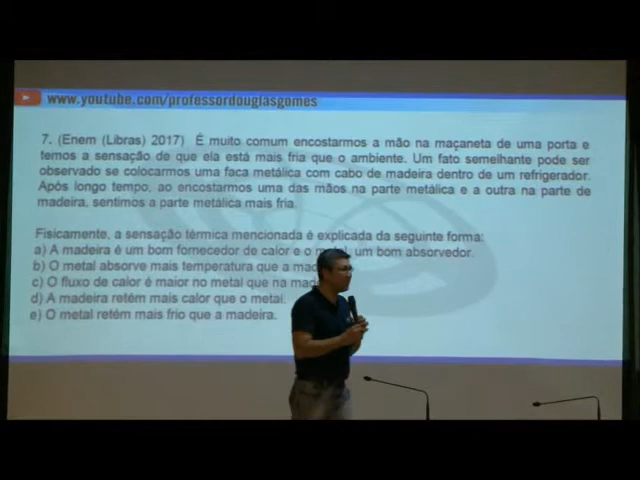 www.youtube.com/professordouglasgomes
7. (Enem (Libras) 2017) É muito comum encostarmos a mão na maçaneta de uma porta e
temos a sensação de que ela está mais fria que o ambiente. Um fato semelhante pode ser
observado se colocarmos uma faca metálica com cabo de madeira dentro de um refrigerador.
Após longo tempo, ao encostarmos uma das mãos na parte metálica e a outra na parte de
madeira, sentimos a parte metálica mais fria.
Fisicamente, a sensação térmica mencionada é explicada da seguinte forma:
a) A madeira é um bom fornecedor de calor e o metal, um bom absorvedor.
b) O metal absorve mais temperatura que a
c) O fluxo de calor é maior no metal que na
d) A madeira retém mais calor que o metal.
e) O metal retém mais frio que a madeira.